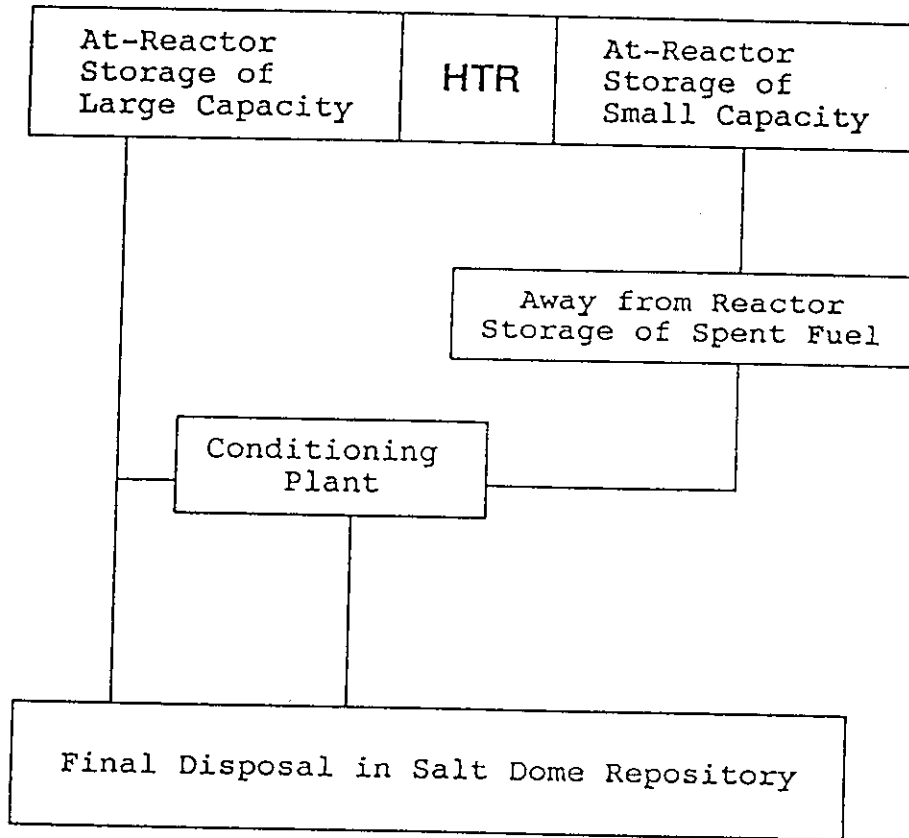 At-Reactor
Storage of
Large Capacity
HTR
At-Reactor
Storage of
Small Capacity
Away from Reactor
Storage of Spent Fuel
Conditioning
Plant
Final Disposal in Salt Dome Repository